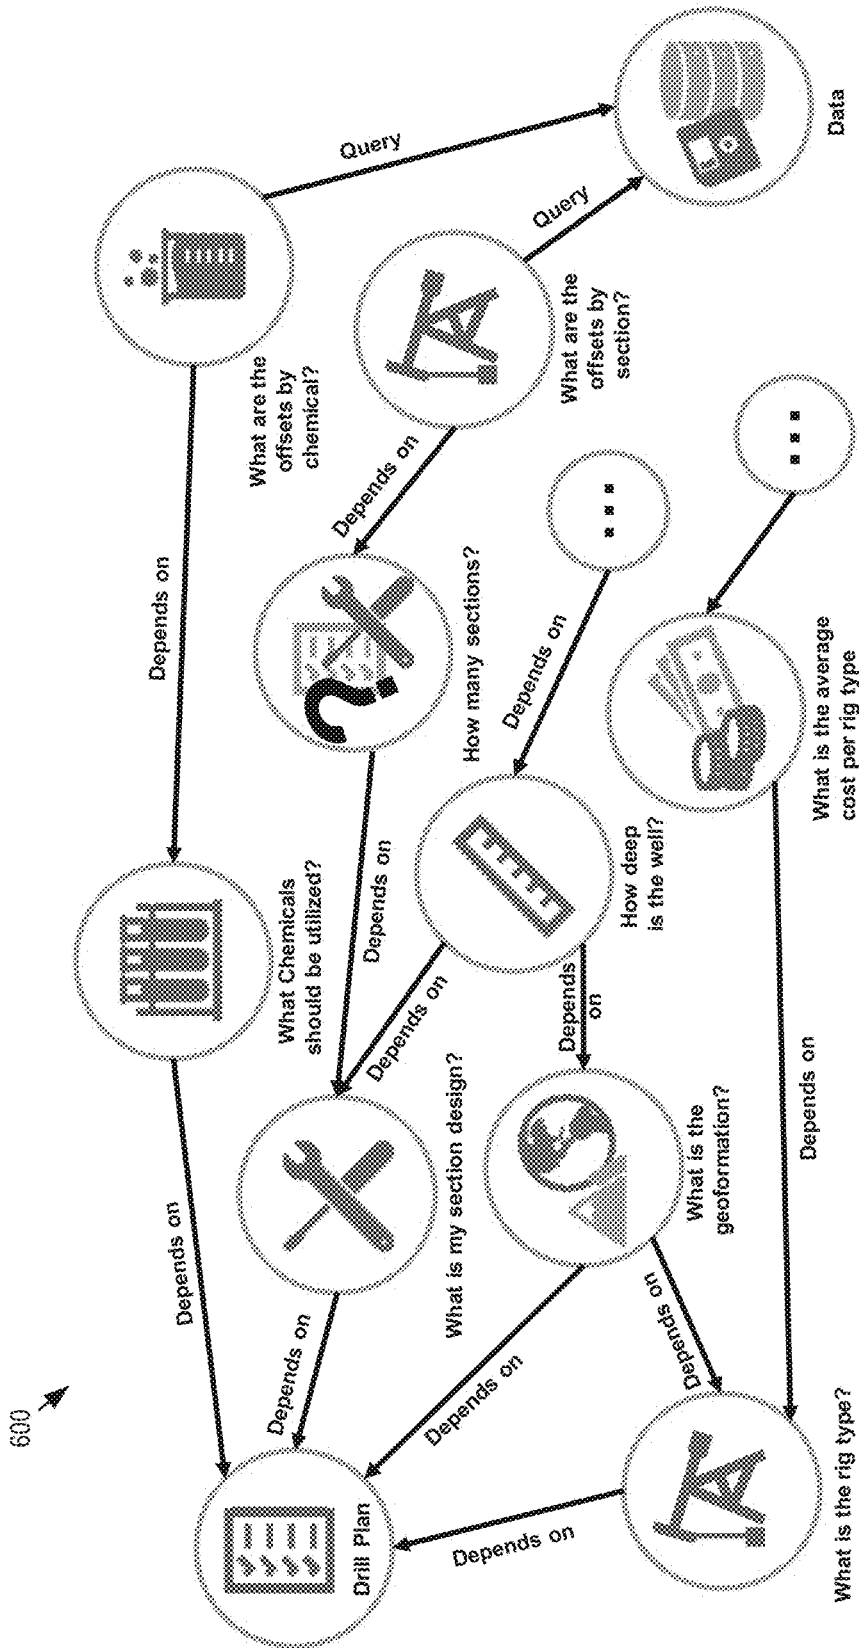 600
Drill Plan
Depends on
Depends on
Depends on
Depends on
What Chemicals
should be utilized?
Depends on
What are the
offsets by
chemical?
Query
What is my section design?
Depends on
Depends on
How many sections?
Depends on
What are the
offsets by
section?
Query
Data
What is the
geoformation?
Depends
on
How deep
is the well?
Depends on
...
Depends on
What is the rig type?
Depends on
What is the average
cost per rig type
...